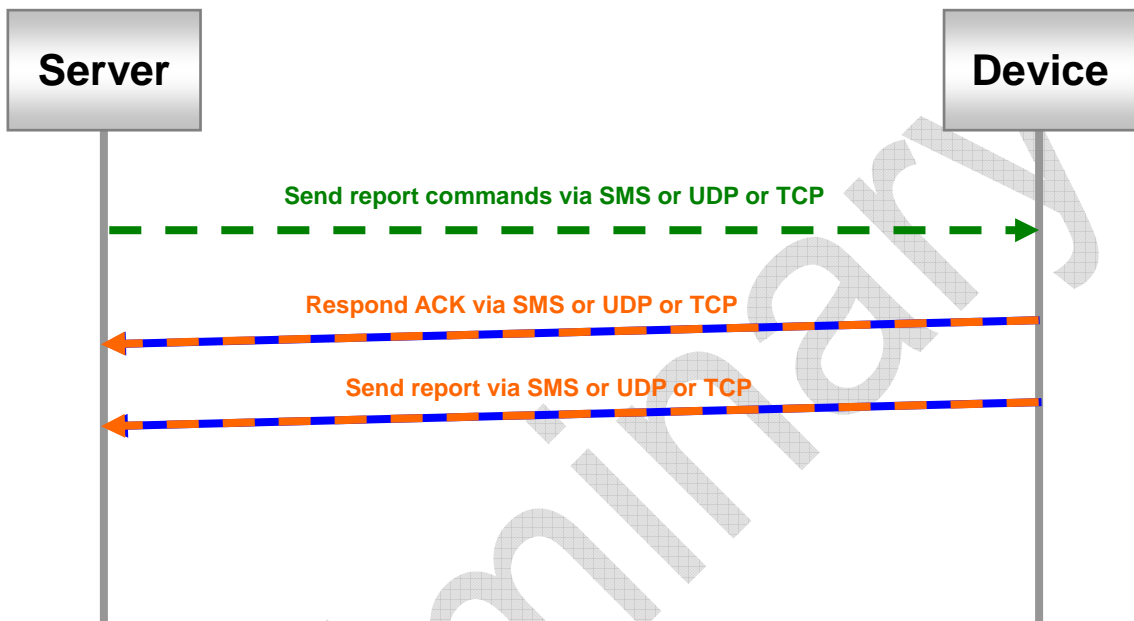 Server
Device
Send report commands via SMS or UDP or TCP
Respond ACK via SMS or UDP or TCP
Send report via SMS or UDP or TCP
minary